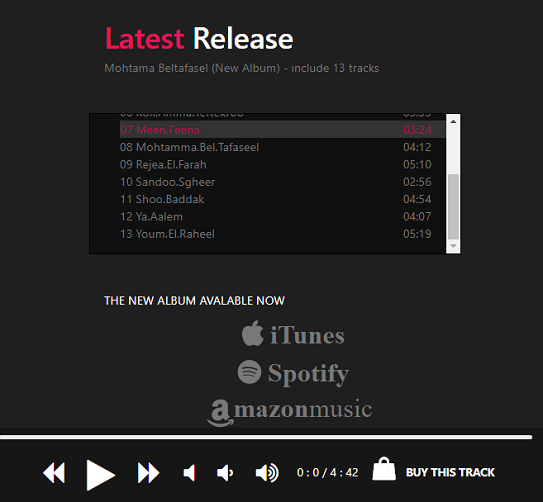 Latest Release
Mohtama Beltafasel (New Album) - include 13 tracks
07 Meen.Feena 03:24
08 Mohtamma.Bel.Tafaseel 04:12
09 Rejea.El.Farah 05:10
10 Sandoo.Sgheer 02:56
11 Shoo.Baddak 04:54
12 Ya.Aalem 04:07
13 Youm.El.Raheel 05:19
THE NEW ALBUM AVALABLE NOW
iTunes
Spotify
amazonmusic
0 : 0 / 4 : 42 BUY THIS TRACK